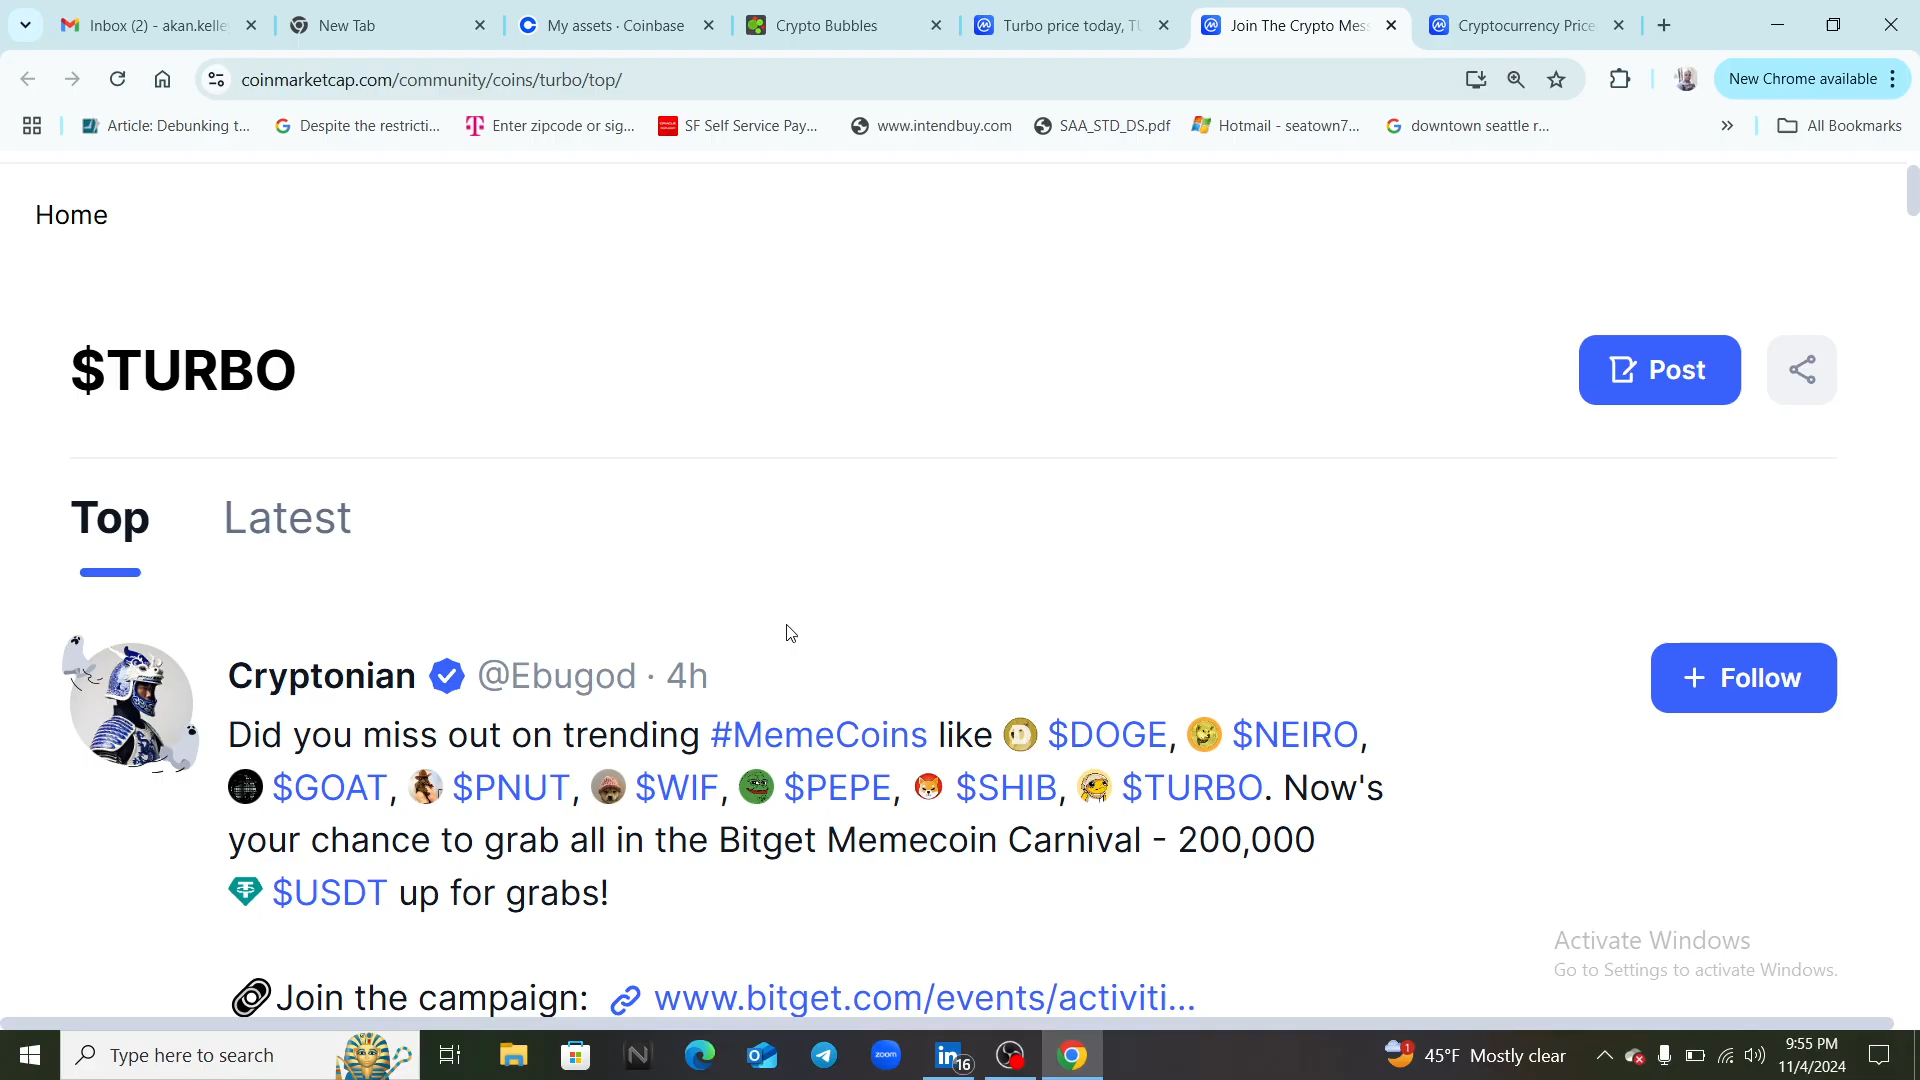 Inbox (2) - akan.kelle
New Tab
My assets · Coinbase
Crypto Bubbles
Turbo price today, TU
Join The Crypto Mes
Cryptocurrency Price
coinmarketcap.com/community/coins/turbo/top/
New Chrome available
Article: Debunking t...
Despite the restricti...
Enter zipcode or sig...
SF Self Service Pay...
www.intendbuy.com
SAA_STD_DS.pdf
Hotmail - seatown7...
downtown seattle r...
All Bookmarks
Home
$TURBO
Post
Top
Latest
Cryptonian @Ebugod · 4h
+ Follow
Did you miss out on trending #MemeCoins like $DOGE, $NEIRO,
$GOAT, $PNUT, $WIF, $PEPE, $SHIB, $TURBO. Now's
your chance to grab all in the Bitget Memecoin Carnival - 200,000
$USDT up for grabs!
Join the campaign: www.bitget.com/events/activiti...
Activate Windows
Go to Settings to activate Windows.
Type here to search
zoom
16
1
45°F Mostly clear
9:55 PM
11/4/2024